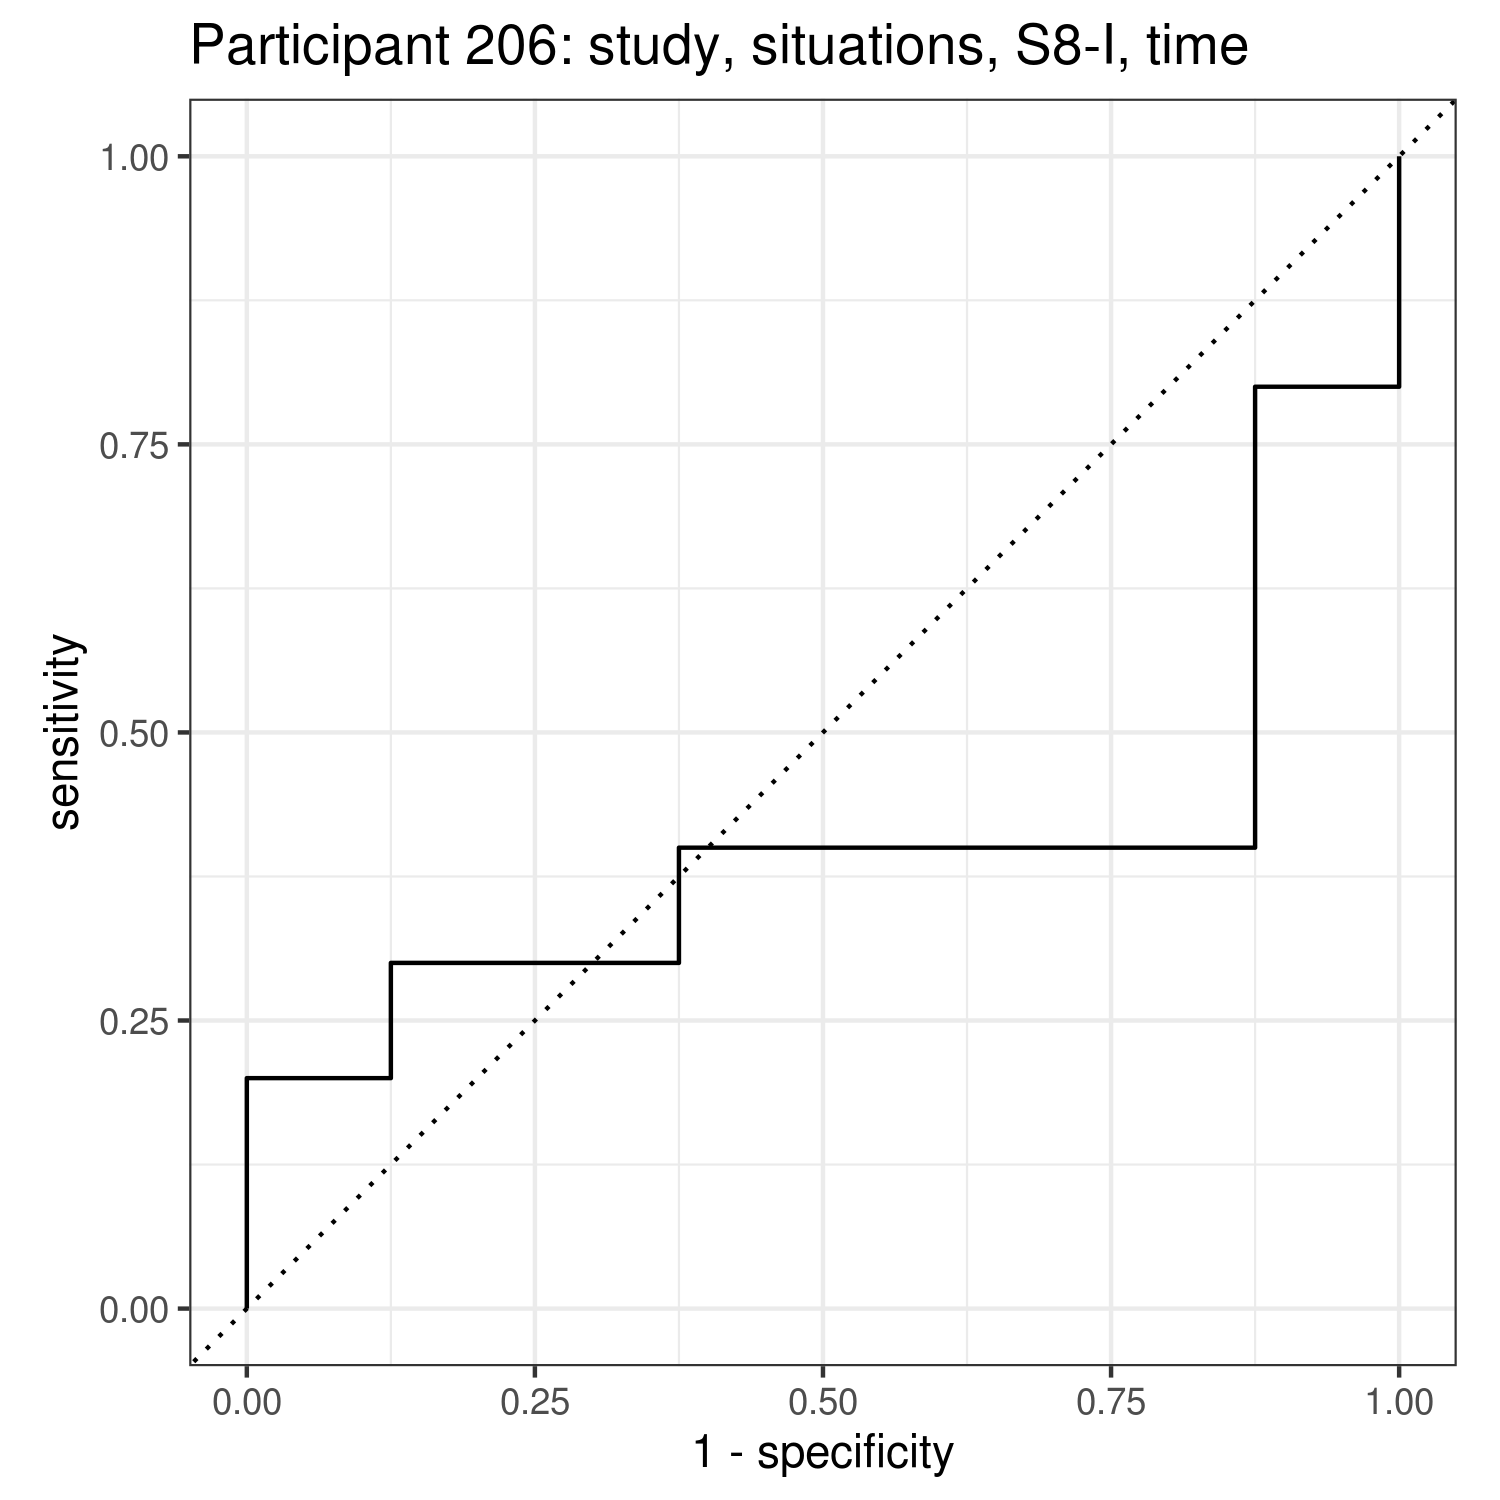 Participant 206: study, situations, S8-I, time
1.00
0.75
0.50
0.25
0.00
sensitivity
0.00 0.25 0.50 0.75 1.00
1 - specificity